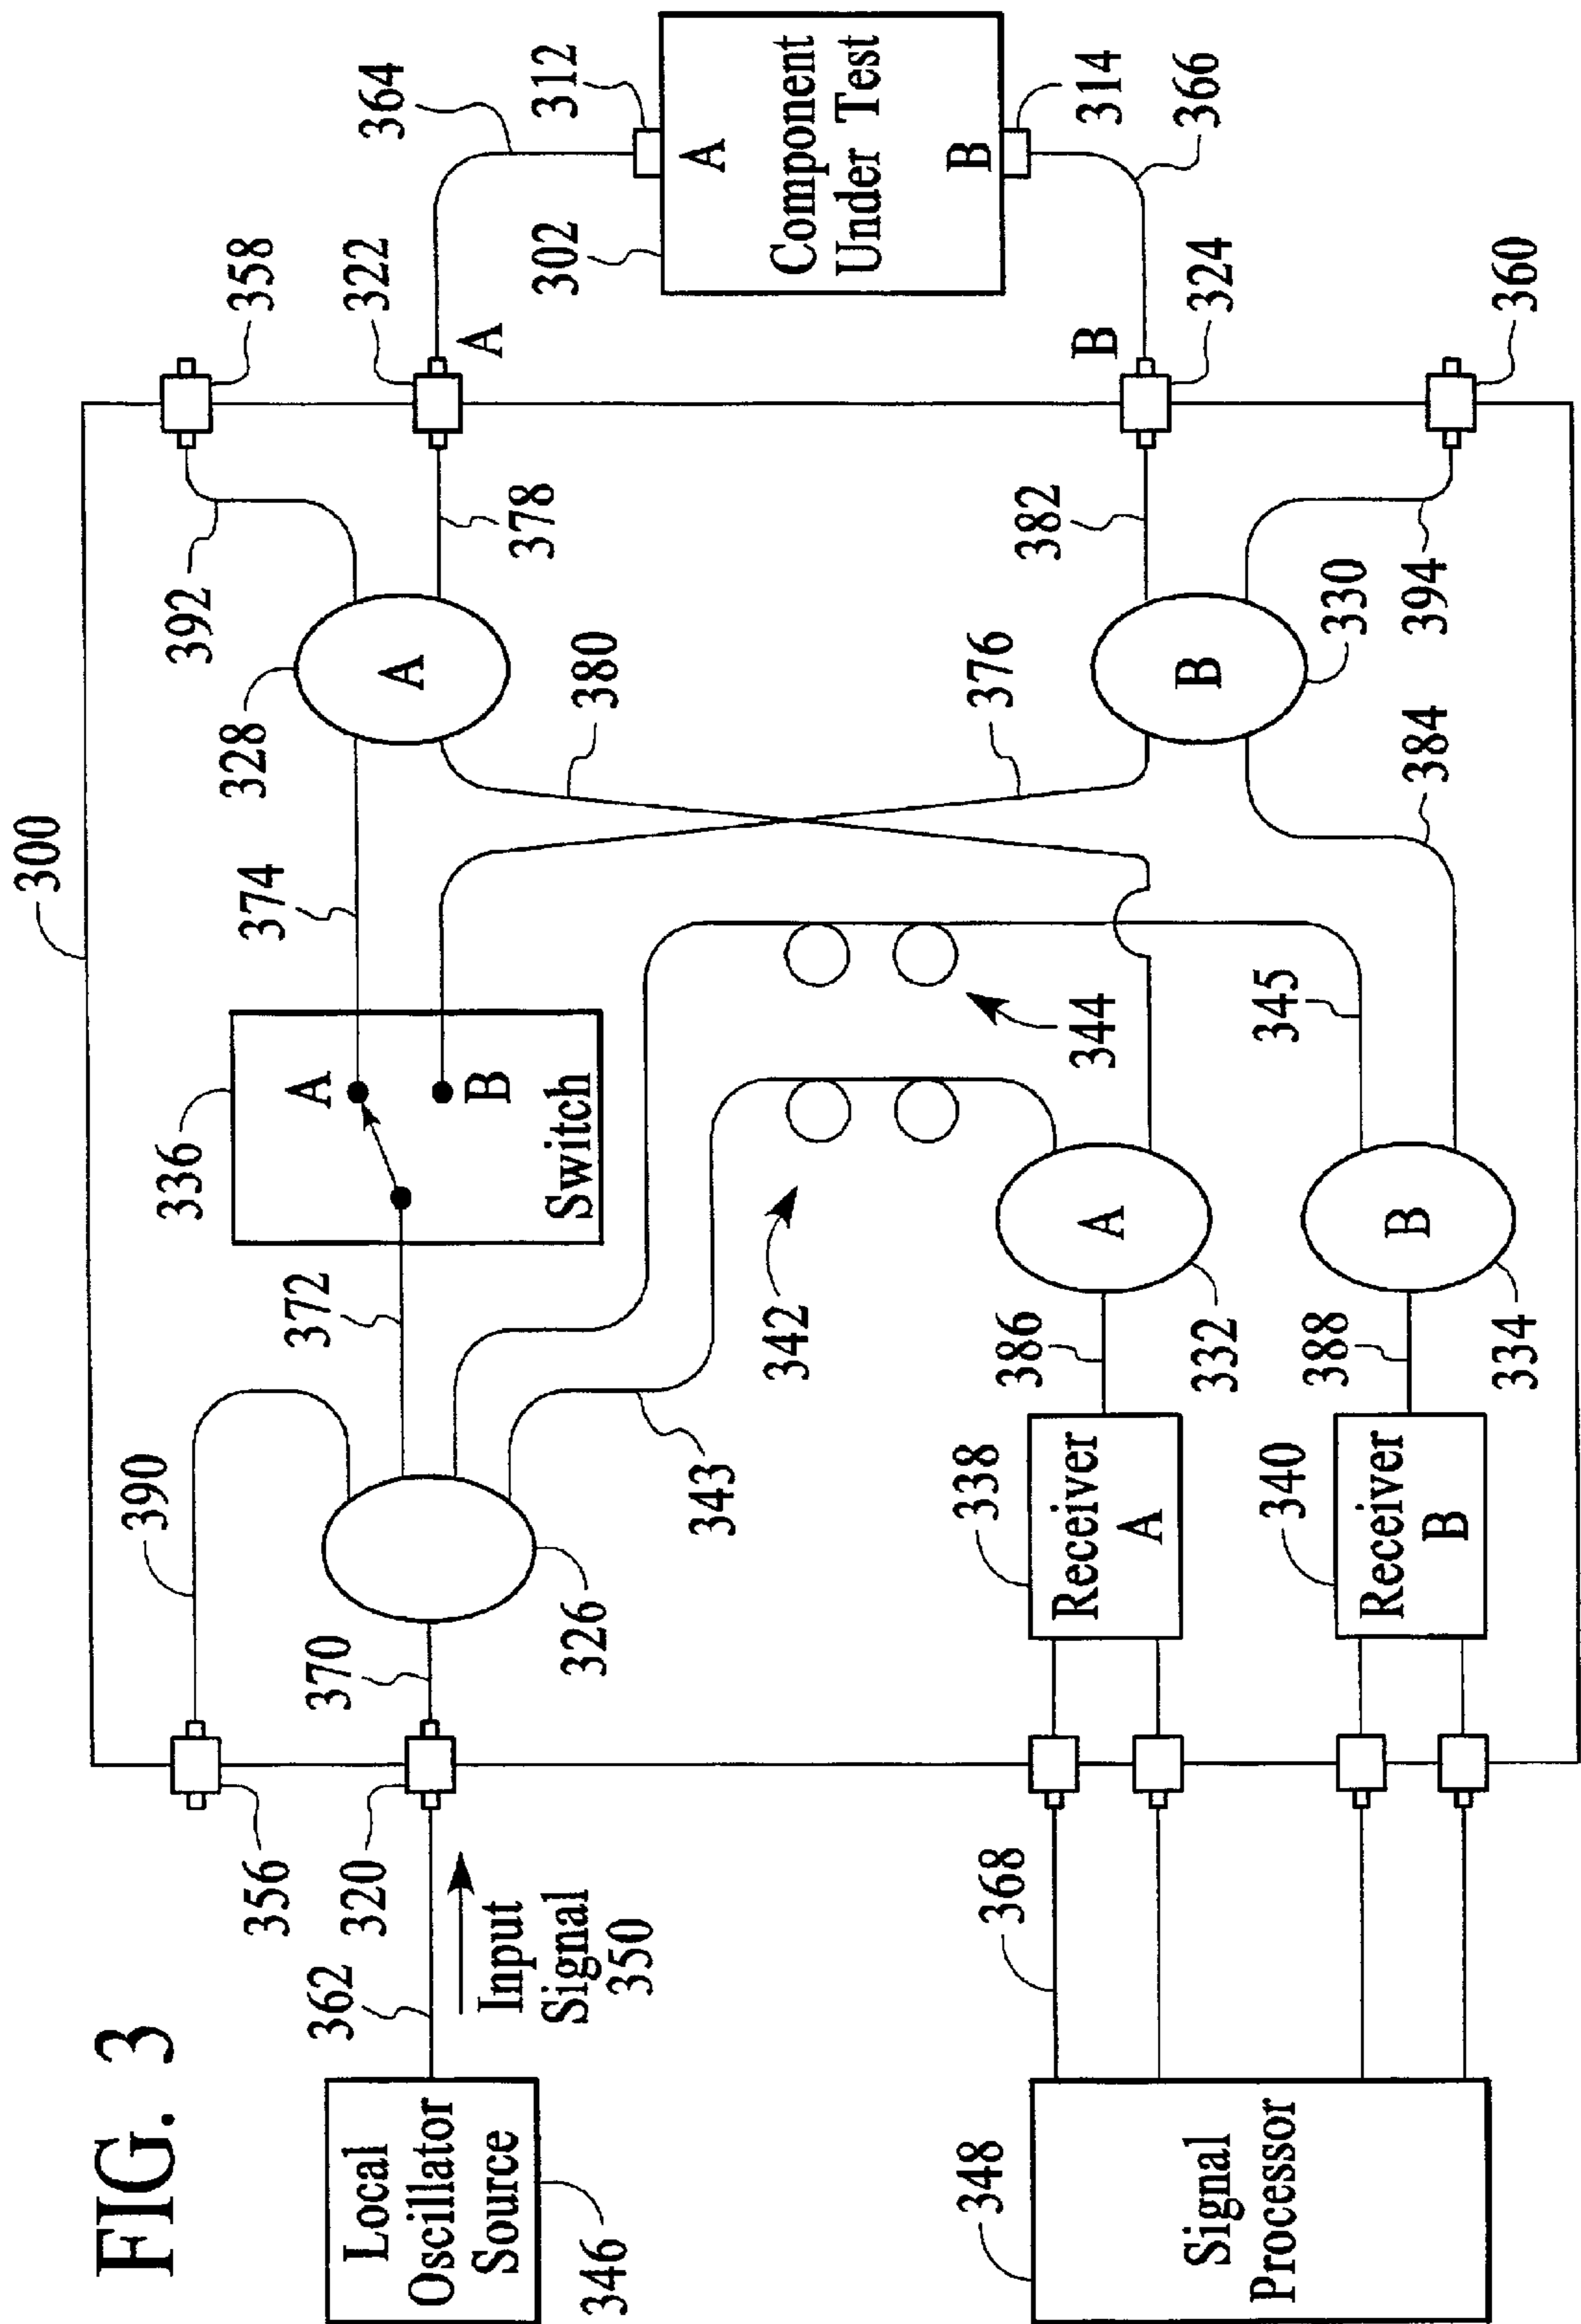 FIG. 3
300
Local
Oscillator
Source
346
362
Input
Signal
350
356
320
370
390
326
372
343
342
336
A
B
Switch
374
328
A
392
378
380
376
358
322
A
364
312
302
A
Component
Under Test
B
314
366
B
324
360
382
394
B
330
384
344
345
A
332
B
334
386
388
Receiver
A
338
Receiver
B
340
368
Signal
Processor
348